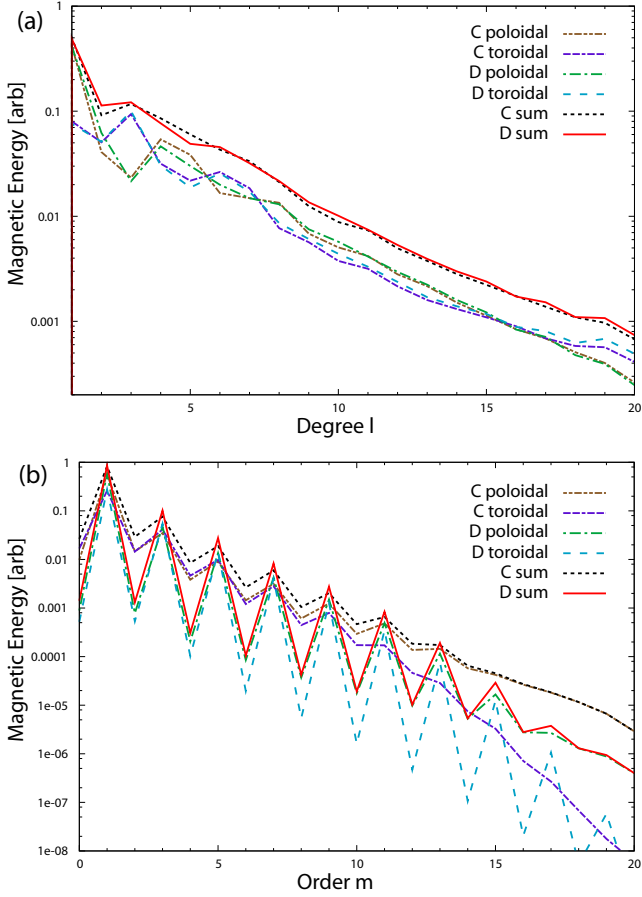 (a)
Magnetic Energy [arb]
1
0.1
0.01
0.001
C poloidal
C toroidal
D poloidal
D toroidal
C sum
D sum
5
10
15
20
Degree l
(b)
Magnetic Energy [arb]
1
0.1
0.01
0.001
0.0001
1e-05
1e-06
1e-07
1e-08
C poloidal
C toroidal
D poloidal
D toroidal
C sum
D sum
0
5
10
15
20
Order m